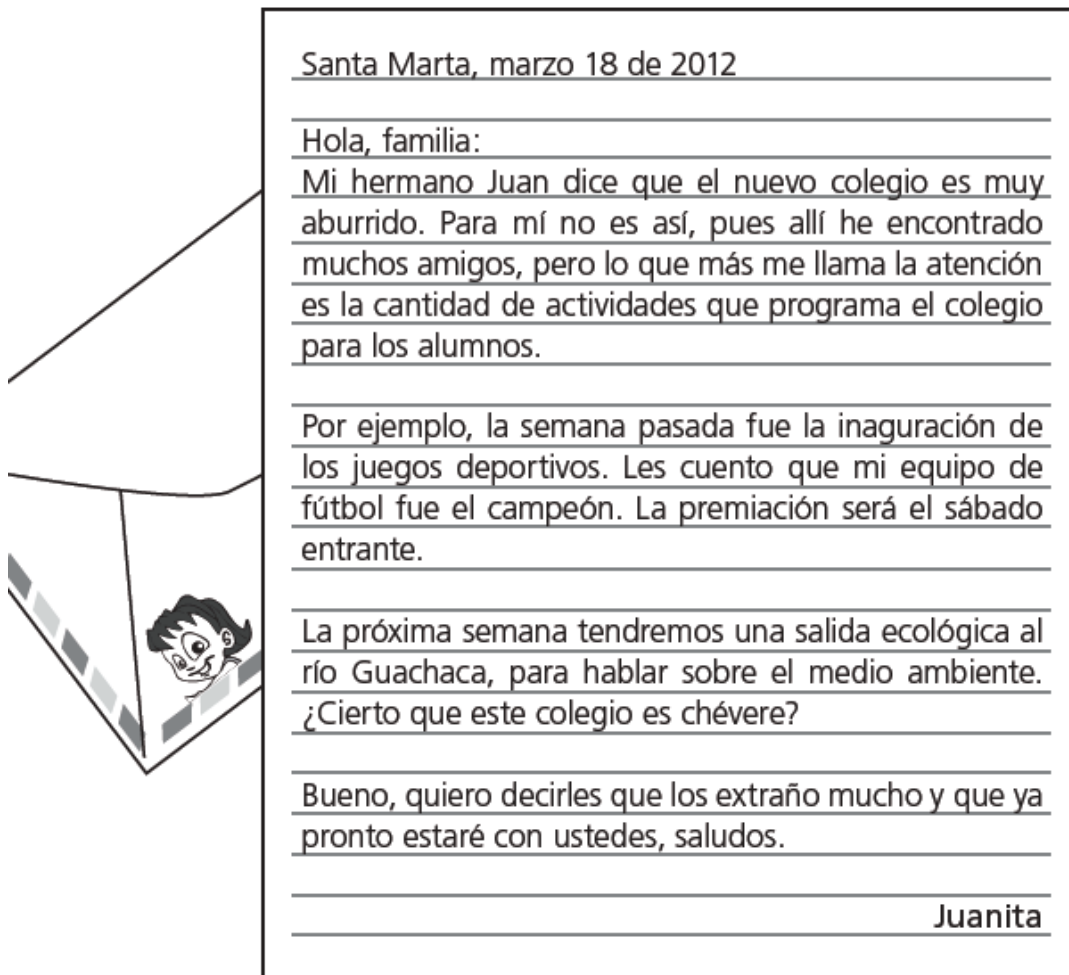 Santa Marta, marzo 18 de 2012
Hola, familia:
Mi hermano Juan dice que el nuevo colegio es muy
aburrido. Para mí no es así, pues allí he encontrado
muchos amigos, pero lo que más me llama la atención
es la cantidad de actividades que programa el colegio
para los alumnos.
Por ejemplo, la semana pasada fue la inaguración de
los juegos deportivos. Les cuento que mi equipo de
fútbol fue el campeón. La premiación será el sábado
entrante.
La próxima semana tendremos una salida ecológica al
río Guachaca, para hablar sobre el medio ambiente.
¿Cierto que este colegio es chévere?
Bueno, quiero decirles que los extraño mucho y que ya
pronto estaré con ustedes, saludos.
Juanita